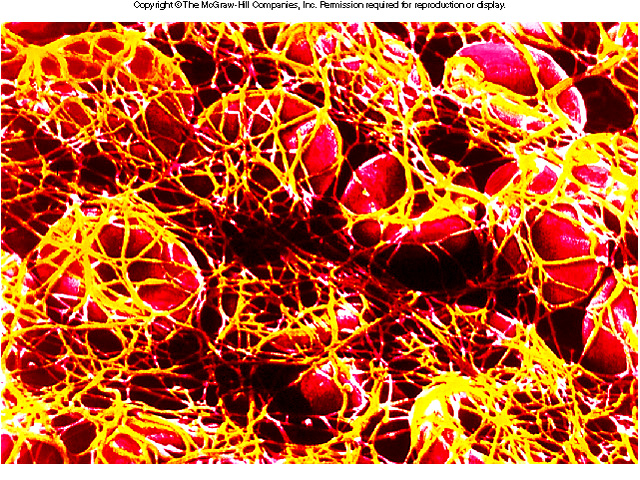 Copyright ©The McGraw-Hill Companies, Inc. Permission required for reproduction or display.